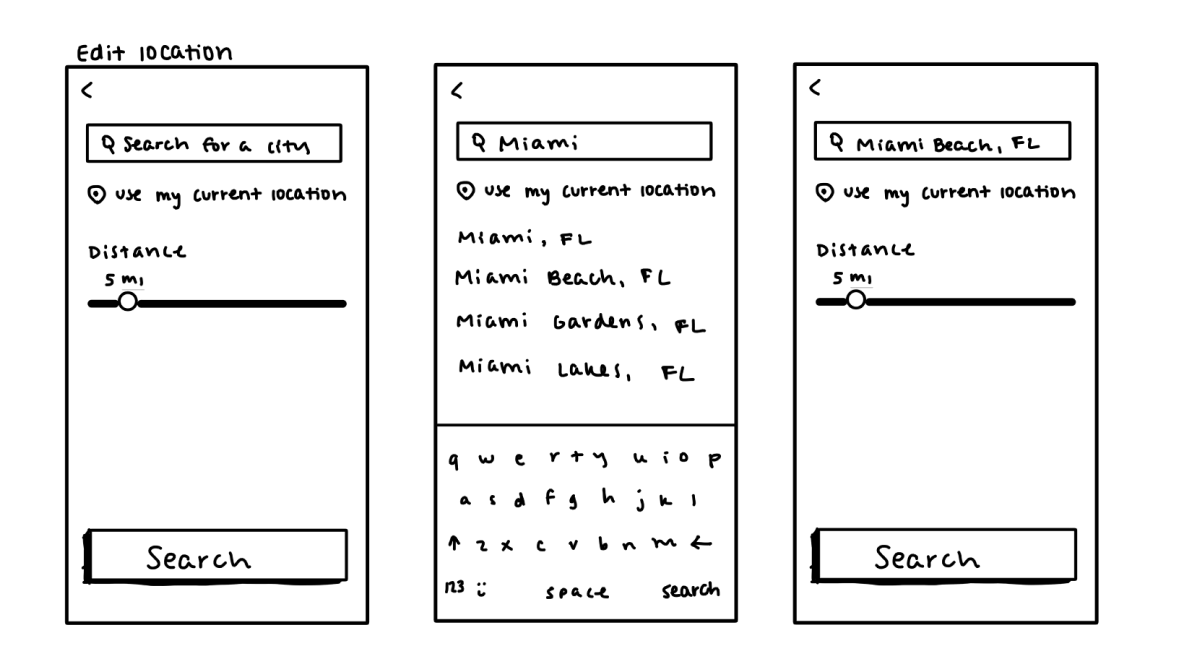 Edit location
<
Search for a city
use my current location
Distance
5 mi
Search
<
Miami
use my current location
Miami, FL
Miami Beach, FL
Miami Gardens, FL
Miami Lakes, FL
q w e r t y u i o p
a s d f g h j k l
↑ z x c v b n m ←
123 space search
<
Miami Beach, FL
use my current location
Distance
5 mi
Search